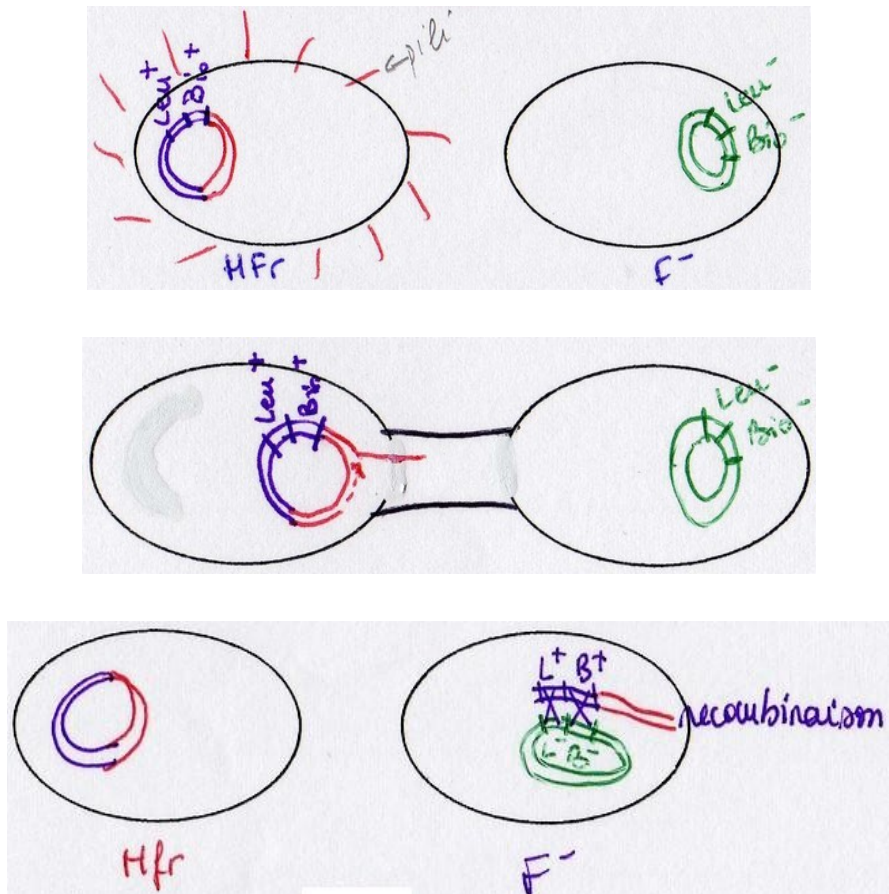 Leu+
Bio+
pili
Leu-
Bio-
HFr
F-
Leu+
Bio+
Leu-
Bio-
L+ B+
recombinaison
L- B-
Hfr
F-